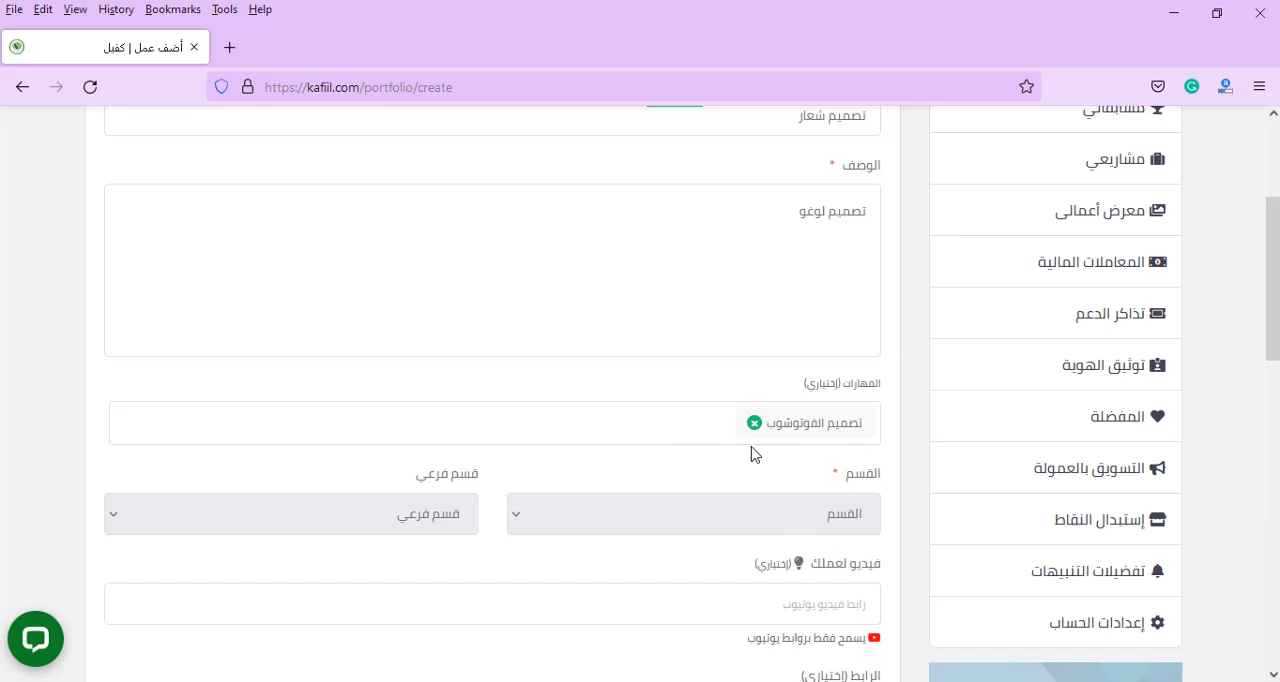 File Edit View History Bookmarks Tools Help
أضف عمل | كفيل
https://kafiil.com/portfolio/create
تصميم شعار
الوصف *
تصميم لوغو
المهارات (إختياري)
تصميم الفوتوشوب
القسم *
قسم فرعي
القسم
قسم فرعي
فيديو لعملك (إختياري)
رابط فيديو يوتيوب
يسمح فقط بروابط يوتيوب
الرابط (إختياري)
مسابقاتي
مشاريعي
معرض أعمالى
المعاملات المالية
تذاكر الدعم
توثيق الهوية
المفضلة
التسويق بالعمولة
إستبدال النقاط
تفضيلات التنبيهات
إعدادات الحساب